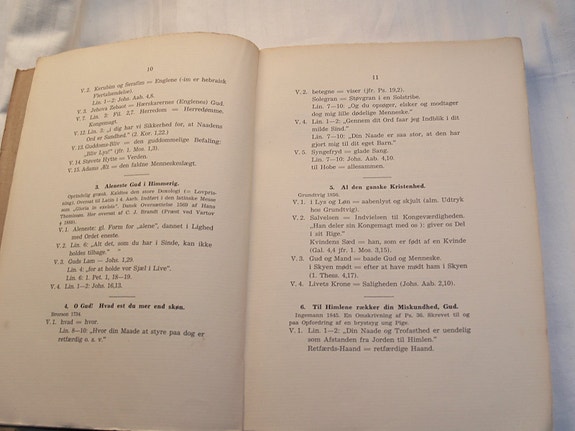 10
V. 2. Kerubim og Serafim = Englene (-im er hebraisk
Flertalsendelse).
Lin. 1—2: Johs. Aab. 4,8.
V. 3. Jehova Zebaot = Hærskarernes (Englenes) Gud.
V. 7. Lin. 3: Fil. 2,7. Herredom = Herredømme,
Kongemagt.
V. 12. Lin. 3: „I dig har vi Sikkerhed for, at Naadens
Ord er Sandhed.“ (2. Kor. 1,22.)
V. 13. Guddoms-Bliv = den guddommelige Befaling:
„Bliv Lys!“ (jfr. 1. Mos. 1,3).
V. 14. Støvets Hytte = Verden.
V. 15. Adams Æt = den faldne Menneskeslægt.
3. Aleneste Gud i Himmerig.
Oprindelig græsk. Kaldtes den store Doxologi (= Lovpris-
ning). Oversat til Latin i 4. Aarh. Indført i den latinske Messe
som „Gloria in excelsis“. Dansk Oversættelse 1569 af Hans
Thomissøn. Her oversat af C. J. Brandt (Præst ved Vartov
† 1889).
V. 1. Aleneste: gl. Form for „alene“, dannet i Lighed
med Ordet eneste.
V. 2. Lin. 6: „Alt det, som du har i Sinde, kan ikke
holdes tilbage.“
V. 3. Guds Lam = Johs. 1,29.
Lin. 4: „for at holde vor Sjæl i Live“.
Lin. 6: 1. Pet. 1, 18—19.
V. 4. Lin. 1—2: Johs. 16,13.
4. O Gud! Hvad est du mer end skøn.
Brorson 1734.
V. 1. hvad = hvor.
Lin. 8—10: „Hvor din Maade at styre paa dog er
retfærdig o. s. v.“
11
V. 2. betegne = viser (jfr. Ps. 19,2).
Solegran = Støvgran i en Solstribe.
Lin. 7—10: „Og du opsøger, elsker og modtager
dog mig lille dødelige Menneske.“
V. 4. Lin. 1—2: „Gennem dit Ord faar jeg Indblik i dit
milde Sind.“
Lin. 7—10: „Din Naade er saa stor, at den har
gjort mig til dit eget Barn.“
V. 5. Syngefryd = glade Sang.
Lin. 7—10: Johs. Aab. 4,10.
til Hobe = allesammen.
5. Al den ganske Kristenhed.
Grundtvig 1856.
V. 1. i Lys og Løn = aabenlyst og skjult (alm. Udtryk
hos Grundtvig).
V. 2. Salvelsen = Indvielsen til Kongeværdigheden.
„Han deler sin Kongemagt med os ɔ: giver os Del
i sit Rige.“
Kvindens Sæd = han, som er født af en Kvinde
(Gal. 4,4 jfr. 1. Mos. 3,15).
V. 3. Gud og Mand = baade Gud og Menneske.
i Skyen mødt = efter at have mødt ham i Skyen
(1. Thess. 4,17).
V. 4. Livets Krone = Saligheden (Johs. Aab. 2,10).
6. Til Himlene rækker din Miskundhed, Gud.
Ingemann 1845. En Omskrivning af Ps. 36. Skrevet til og
paa Opfordring af en brystsyg ung Pige.
V. 1. Lin. 1—2: „Din Naade og Trofasthed er uendelig
som Afstanden fra Jorden til Himlen.“
Retfærds-Haand = retfærdige Haand.